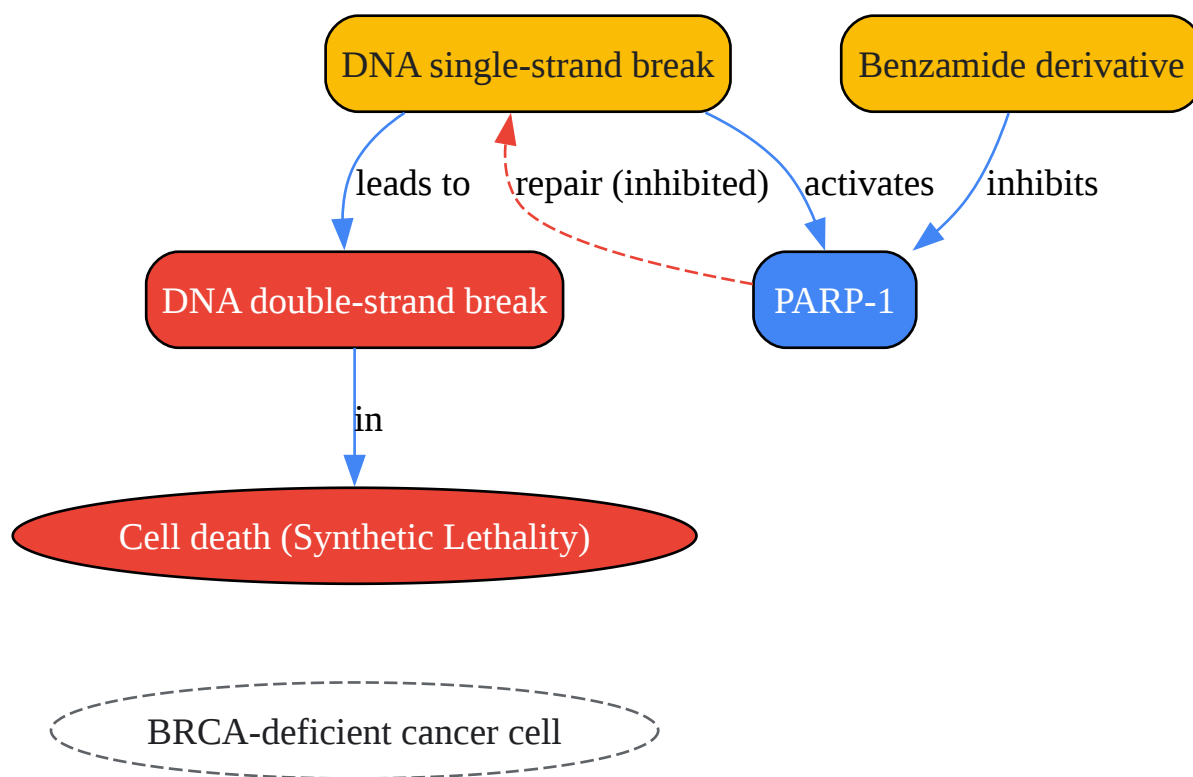 DNA single-strand break
Benzamide derivative
leads to
repair (inhibited)
activates
inhibits
DNA double-strand break
PARP-1
in
Cell death (Synthetic Lethality)
BRCA-deficient cancer cell